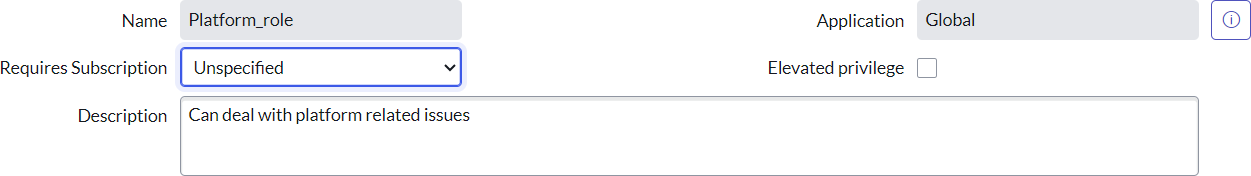 Name Platform_role Application Global
Requires Subscription Unspecified Elevated privilege
Description Can deal with platform related issues